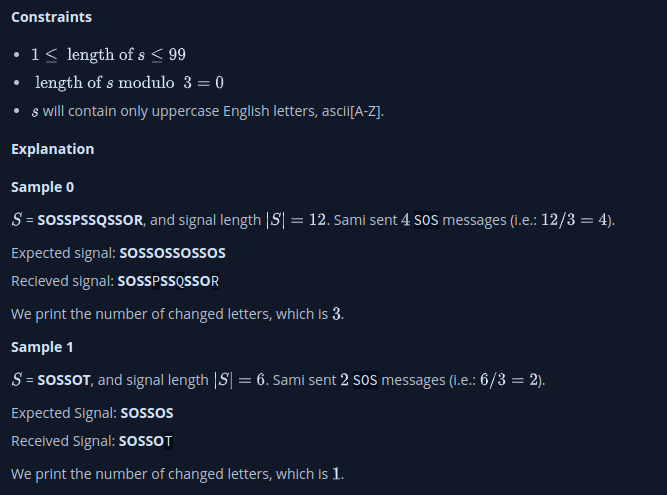 Constraints
• 1 ≤ length of s ≤ 99
• length of s modulo 3 = 0
• s will contain only uppercase English letters, ascii[A-Z].
Explanation
Sample 0
S = SOSSPSSQSSOR, and signal length |S| = 12. Sami sent 4 SOS messages (i.e.: 12/3 = 4).
Expected signal: SOSSOSSOSSOS
Recieved signal: SOSSPSSQSSOR
We print the number of changed letters, which is 3.
Sample 1
S = SOSSOT, and signal length |S| = 6. Sami sent 2 SOS messages (i.e.: 6/3 = 2).
Expected Signal: SOSSOS
Received Signal: SOSSOT
We print the number of changed letters, which is 1.